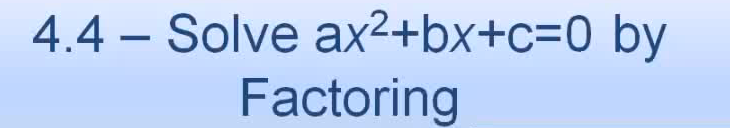 4.4 – Solve ax²+bx+c=0 by
Factoring